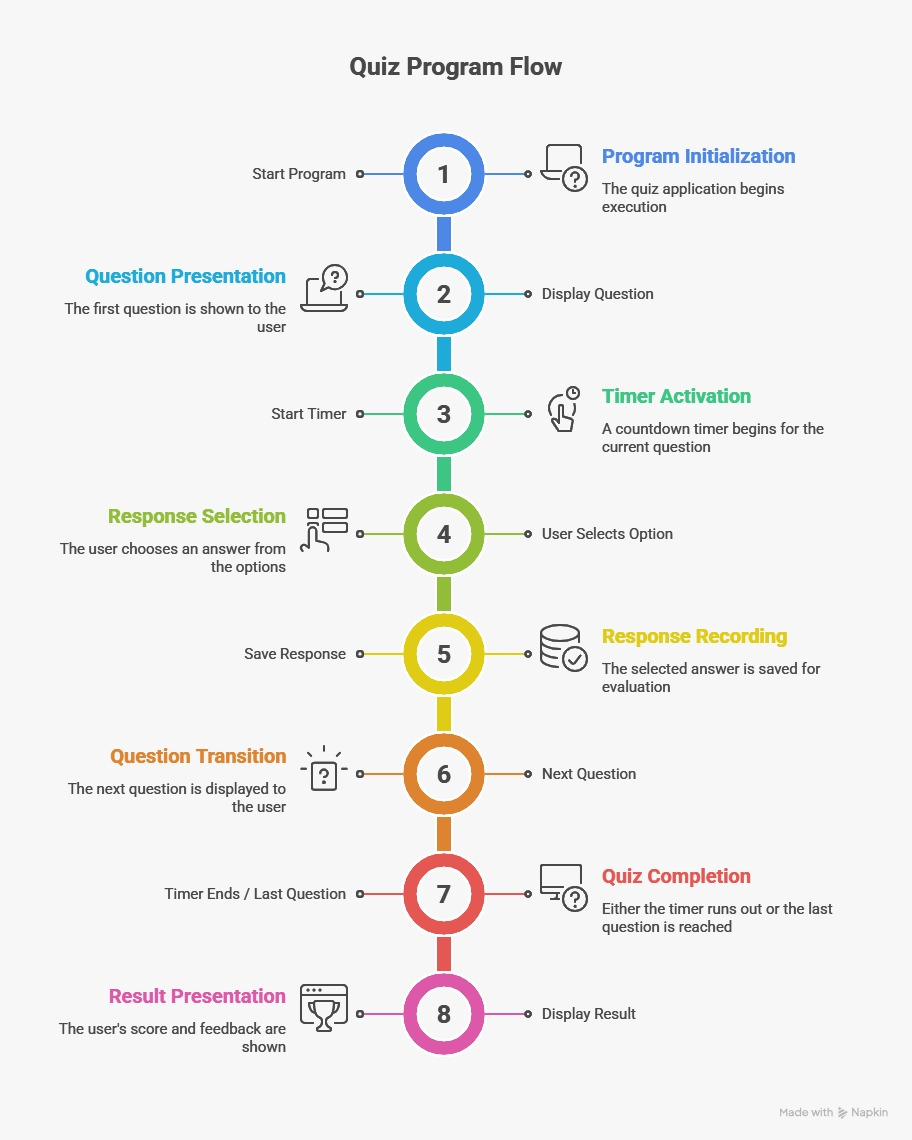 Quiz Program Flow
Start Program
1
Program Initialization
The quiz application begins
execution
Question Presentation
The first question is shown to the
user
2
Display Question
Start Timer
3
Timer Activation
A countdown timer begins for the
current question
Response Selection
The user chooses an answer from
the options
4
User Selects Option
Save Response
5
Response Recording
The selected answer is saved for
evaluation
Question Transition
The next question is displayed to
the user
6
Next Question
Timer Ends / Last Question
7
Quiz Completion
Either the timer runs out or the last
question is reached
Result Presentation
The user's score and feedback are
shown
8
Display Result
Made with Napkin